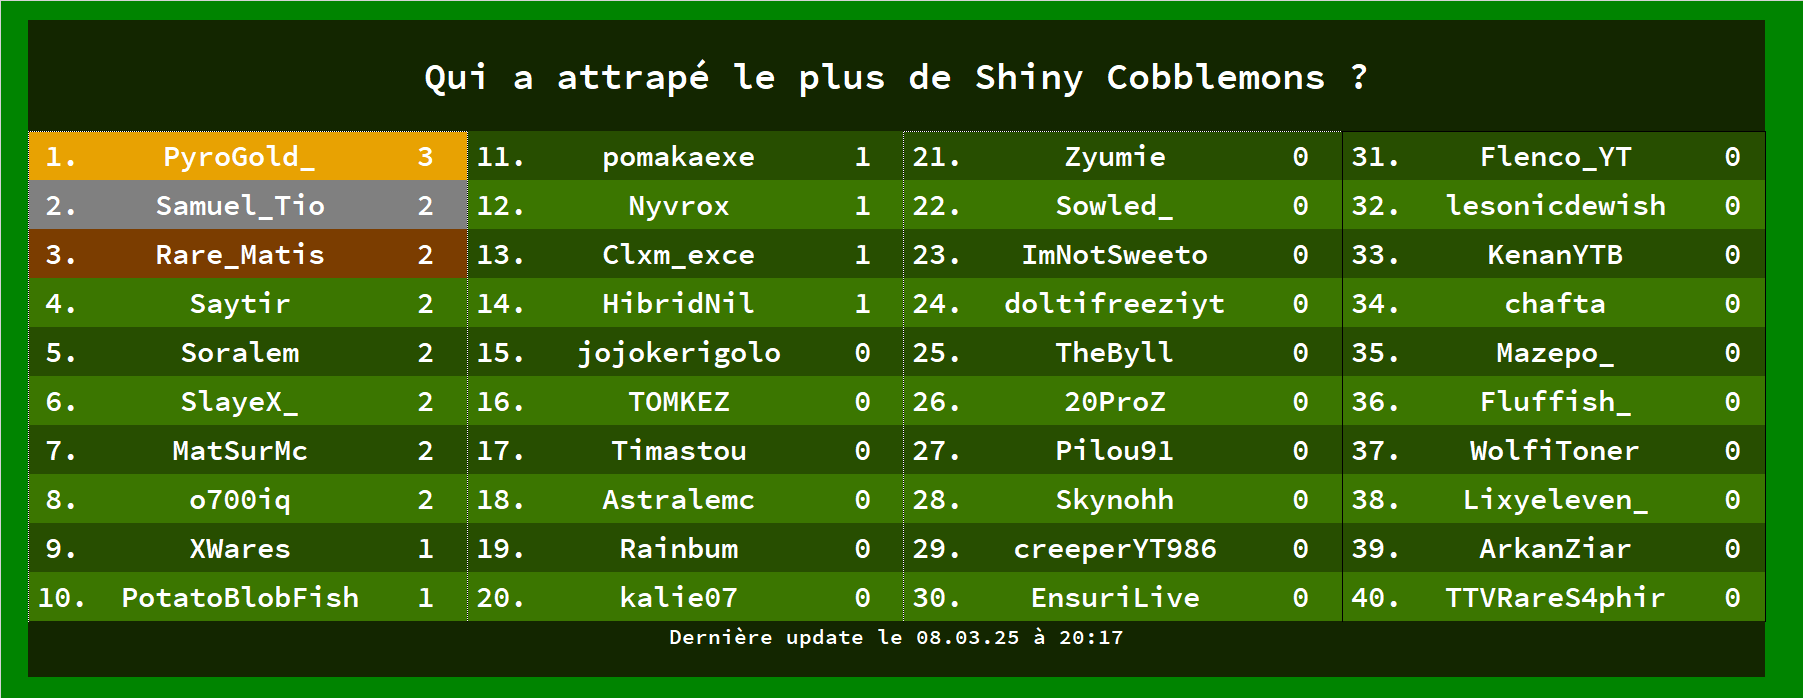 Qui a attrapé le plus de Shiny Cobblemons ?
1. PyroGold_ 3 11. pomakaexe 1 21. Zyumie 0 31. Flenco_YT 0
2. Samuel_Tio 2 12. Nyvrox 1 22. Sowled_ 0 32. lesonicdewish 0
3. Rare_Matis 2 13. Clxm_exce 1 23. ImNotSweeto 0 33. KenanYTB 0
4. Saytir 2 14. HibridNil 1 24. doltifreeziyt 0 34. chafta 0
5. Soralem 2 15. jojokerigolo 0 25. TheByll 0 35. Mazepo_ 0
6. SlayeX_ 2 16. TOMKEZ 0 26. 20ProZ 0 36. Fluffish_ 0
7. MatSurMc 2 17. Timastou 0 27. Pilou91 0 37. WolfiToner 0
8. o700iq 2 18. Astralemc 0 28. Skynohh 0 38. Lixyeleven_ 0
9. XWares 1 19. Rainbum 0 29. creeperYT986 0 39. ArkanZiar 0
10. PotatoBlobFish 1 20. kalie07 0 30. EnsuriLive 0 40. TTVRareS4phir 0
Dernière update le 08.03.25 à 20:17